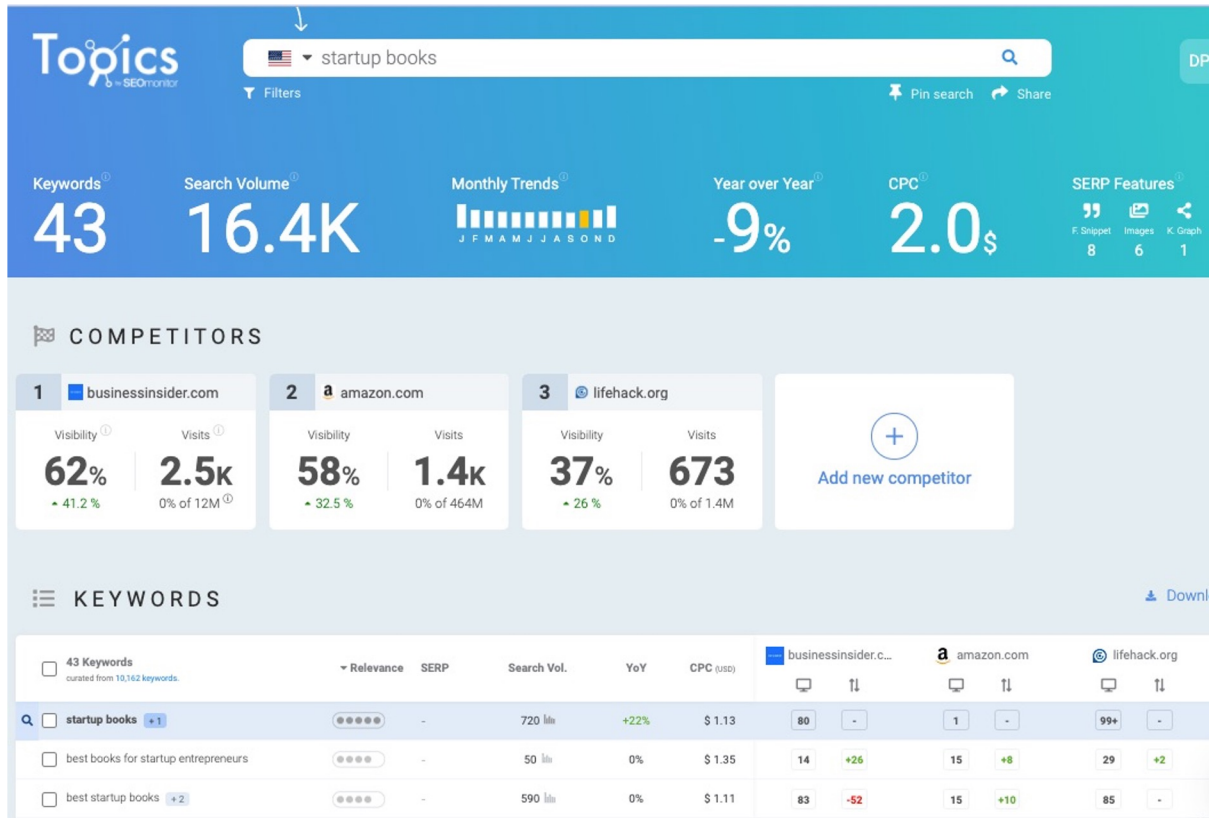 Topics
by SEOmonitor
startup books
DP
Filters
Pin search Share
Keywords Search Volume Monthly Trends Year over Year CPC SERP Features
43 16.4K -9% 2.0$
J F M A M J J A S O N D
F. Snippet Images K. Graph
8 6 1
COMPETITORS
1 businessinsider.com 2 amazon.com 3 lifehack.org
Visibility Visits Visibility Visits Visibility Visits
62% 2.5K 58% 1.4K 37% 673
41.2 % 0% of 12M 32.5 % 0% of 464M 26 % 0% of 1.4M
Add new competitor
KEYWORDS
Downl
43 Keywords
curated from 10,162 keywords.
Relevance SERP Search Vol. YoY CPC (USD) businessinsider.c... amazon.com lifehack.org
startup books +1 - 720 +22% $ 1.13 80 - 1 - 99+ -
best books for startup entrepreneurs - 50 0% $ 1.35 14 +26 15 +8 29 +2
best startup books +2 - 590 0% $ 1.11 83 -52 15 +10 85 -